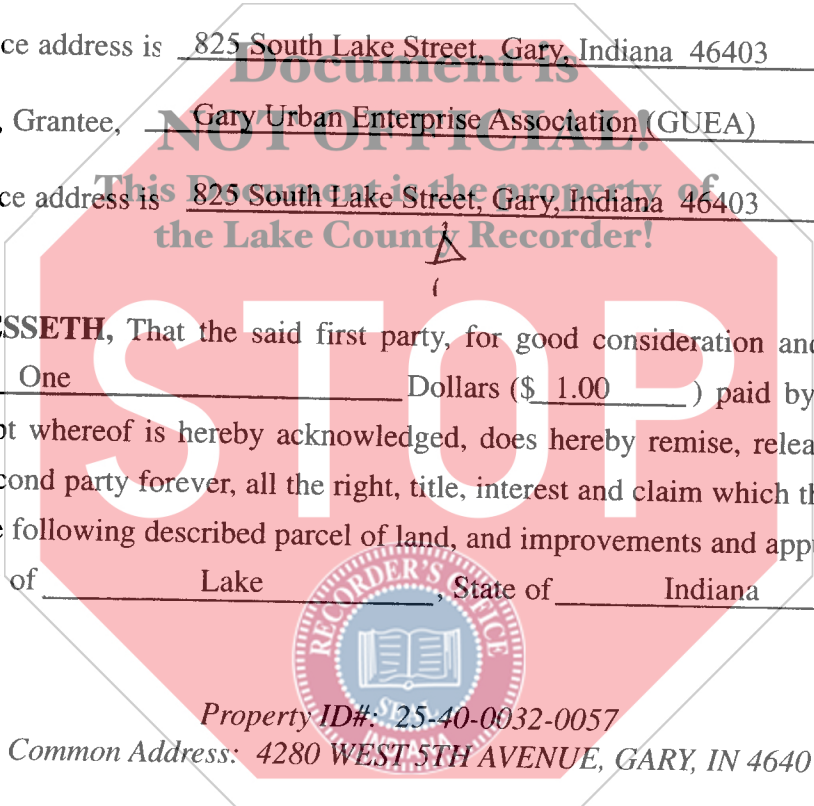 ce address is 825 South Lake Street, Gary, Indiana 46403
Document is
, Grantee, Gary Urban Enterprise Association (GUEA)
NOT OFFICIAL!
ce address is 825 South Lake Street, Gary, Indiana 46403
This Document is the property of
the Lake County Recorder!
STOP
ESSETH, That the said first party, for good consideration and
One Dollars ($ 1.00 ) paid by
pt whereof is hereby acknowledged, does hereby remise, relea
cond party forever, all the right, title, interest and claim which th
e following described parcel of land, and improvements and appu
of Lake , State of Indiana
RECORDER'S OFFICE
SEAL
INDIANA
Property ID#: 25-40-0032-0057
Common Address: 4280 WEST 5TH AVENUE, GARY, IN 4640